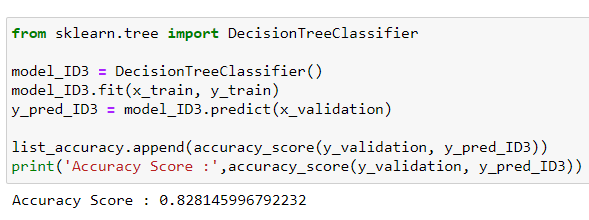 from sklearn.tree import DecisionTreeClassifier
model_ID3 = DecisionTreeClassifier()
model_ID3.fit(x_train, y_train)
y_pred_ID3 = model_ID3.predict(x_validation)
list_accuracy.append(accuracy_score(y_validation, y_pred_ID3))
print('Accuracy Score :',accuracy_score(y_validation, y_pred_ID3))
Accuracy Score : 0.828145996792232